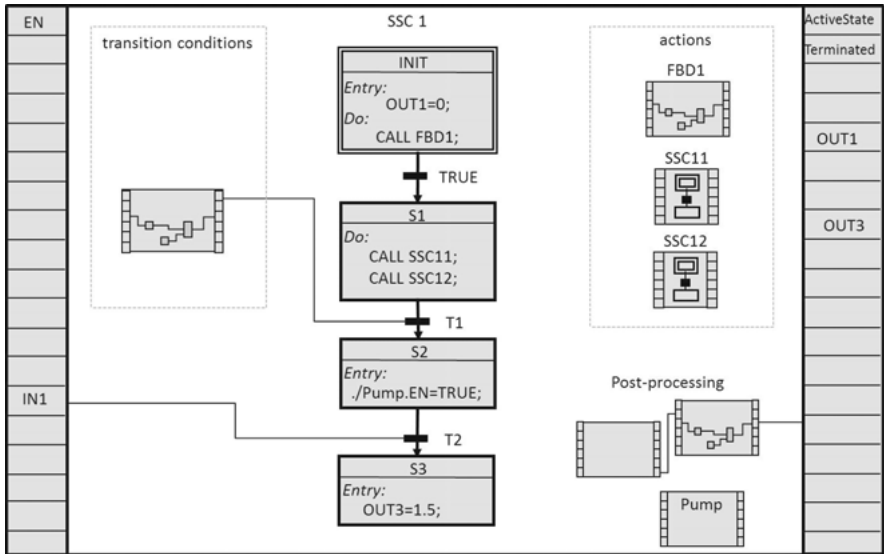 EN
IN1
transition conditions
SSC 1
INIT
Entry:
OUT1=0;
Do:
CALL FBD1;
TRUE
S1
Do:
CALL SSC11;
CALL SSC12;
T1
S2
Entry:
./Pump.EN=TRUE;
T2
S3
Entry:
OUT3=1.5;
actions
FBD1
SSC11
SSC12
Post-processing
Pump
ActiveState
Terminated
OUT1
OUT3